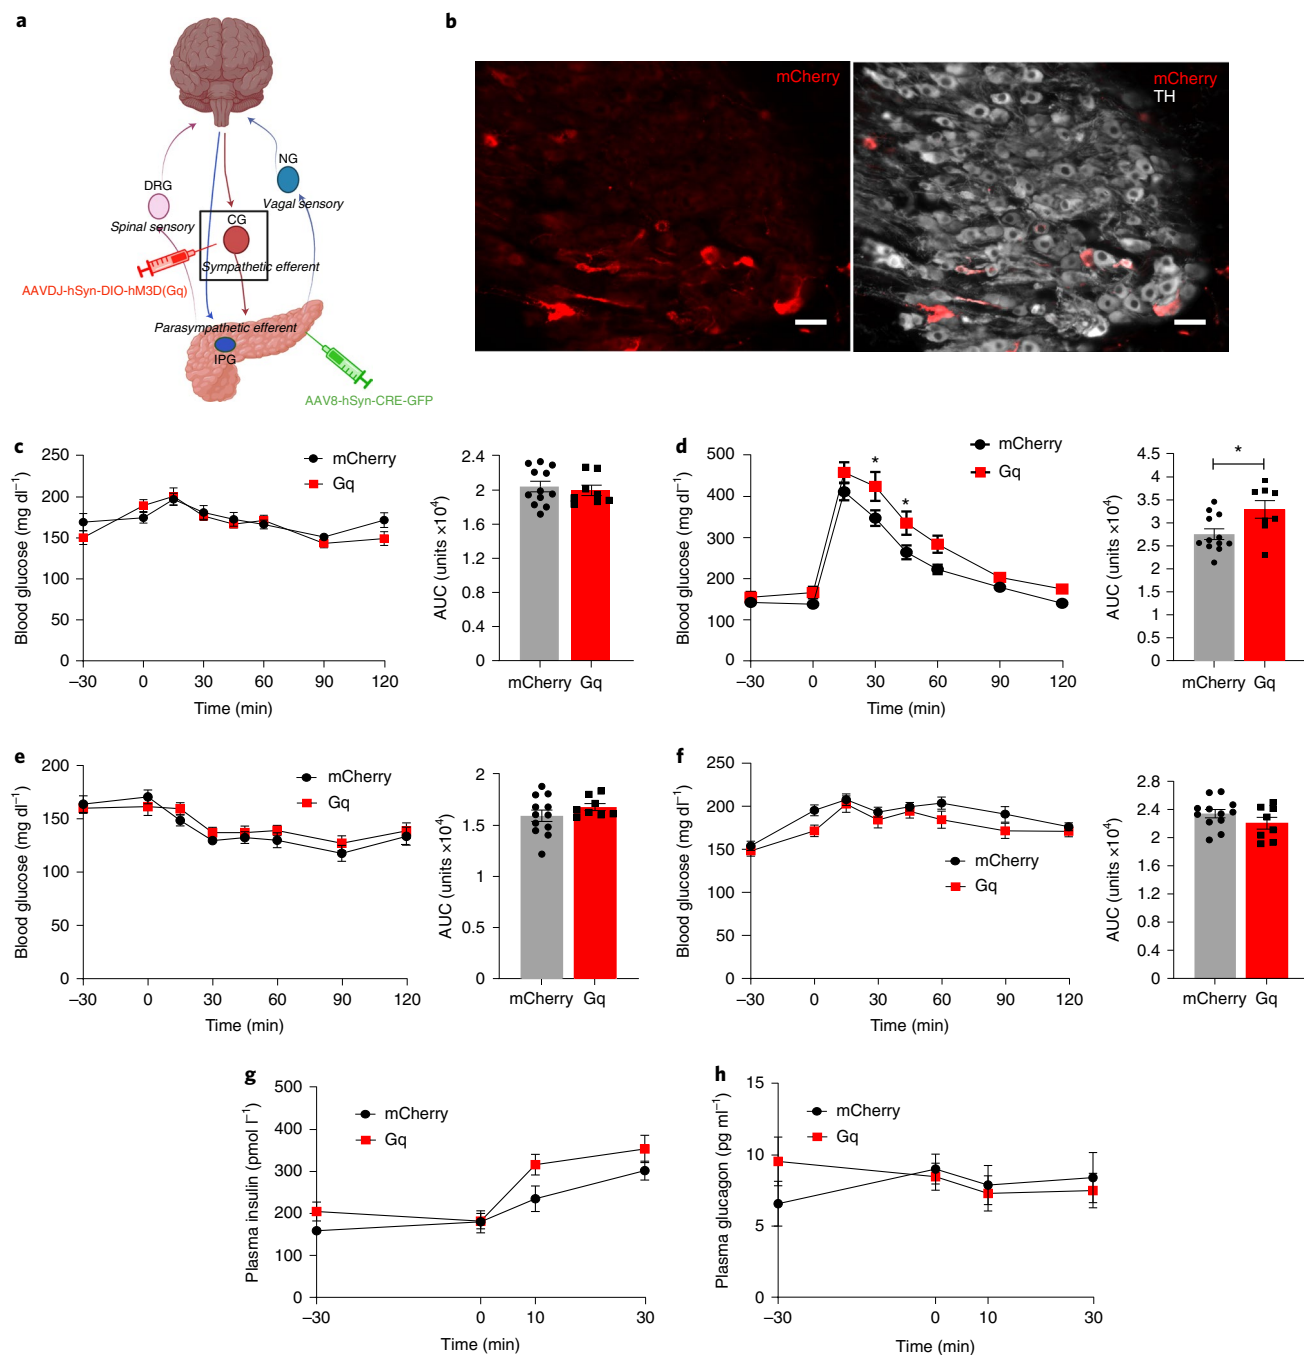 a
NG
DRG
Vagal sensory
CG
Spinal sensory
Sympathetic efferent
AAVDJ-hSyn-DIO-hM3D(Gq)
Parasympathetic efferent
IPG
AAV8-hSyn-CRE-GFP
b
mCherry
mCherry
TH
c
Blood glucose (mg dl⁻¹)
250
200
150
100
50
0
mCherry
Gq
–30 0 30 60 90 120
Time (min)
AUC (units ×10⁴)
2.4
2
1.6
1.2
0.8
0.4
0
mCherry Gq
d
Blood glucose (mg dl⁻¹)
500
400
300
200
100
0
mCherry
Gq
*
*
–30 0 30 60 90 120
Time (min)
AUC (units ×10⁴)
4.5
4
3.5
3
2.5
2
1.5
1
0.5
0
*
mCherry Gq
e
Blood glucose (mg dl⁻¹)
200
150
100
50
0
mCherry
Gq
–30 0 30 60 90 120
Time (min)
AUC (units ×10⁴)
2
1.5
1
0.5
0
mCherry Gq
f
Blood glucose (mg dl⁻¹)
250
200
150
100
50
0
mCherry
Gq
–30 0 30 60 90 120
Time (min)
AUC (units ×10⁴)
2.8
2.4
2
1.6
1.2
0.8
0.4
0
mCherry Gq
g
Plasma insulin (pmol l⁻¹)
500
400
300
200
100
0
mCherry
Gq
–30 0 10 30
Time (min)
h
Plasma glucagon (pg ml⁻¹)
15
10
5
0
mCherry
Gq
–30 0 10 30
Time (min)